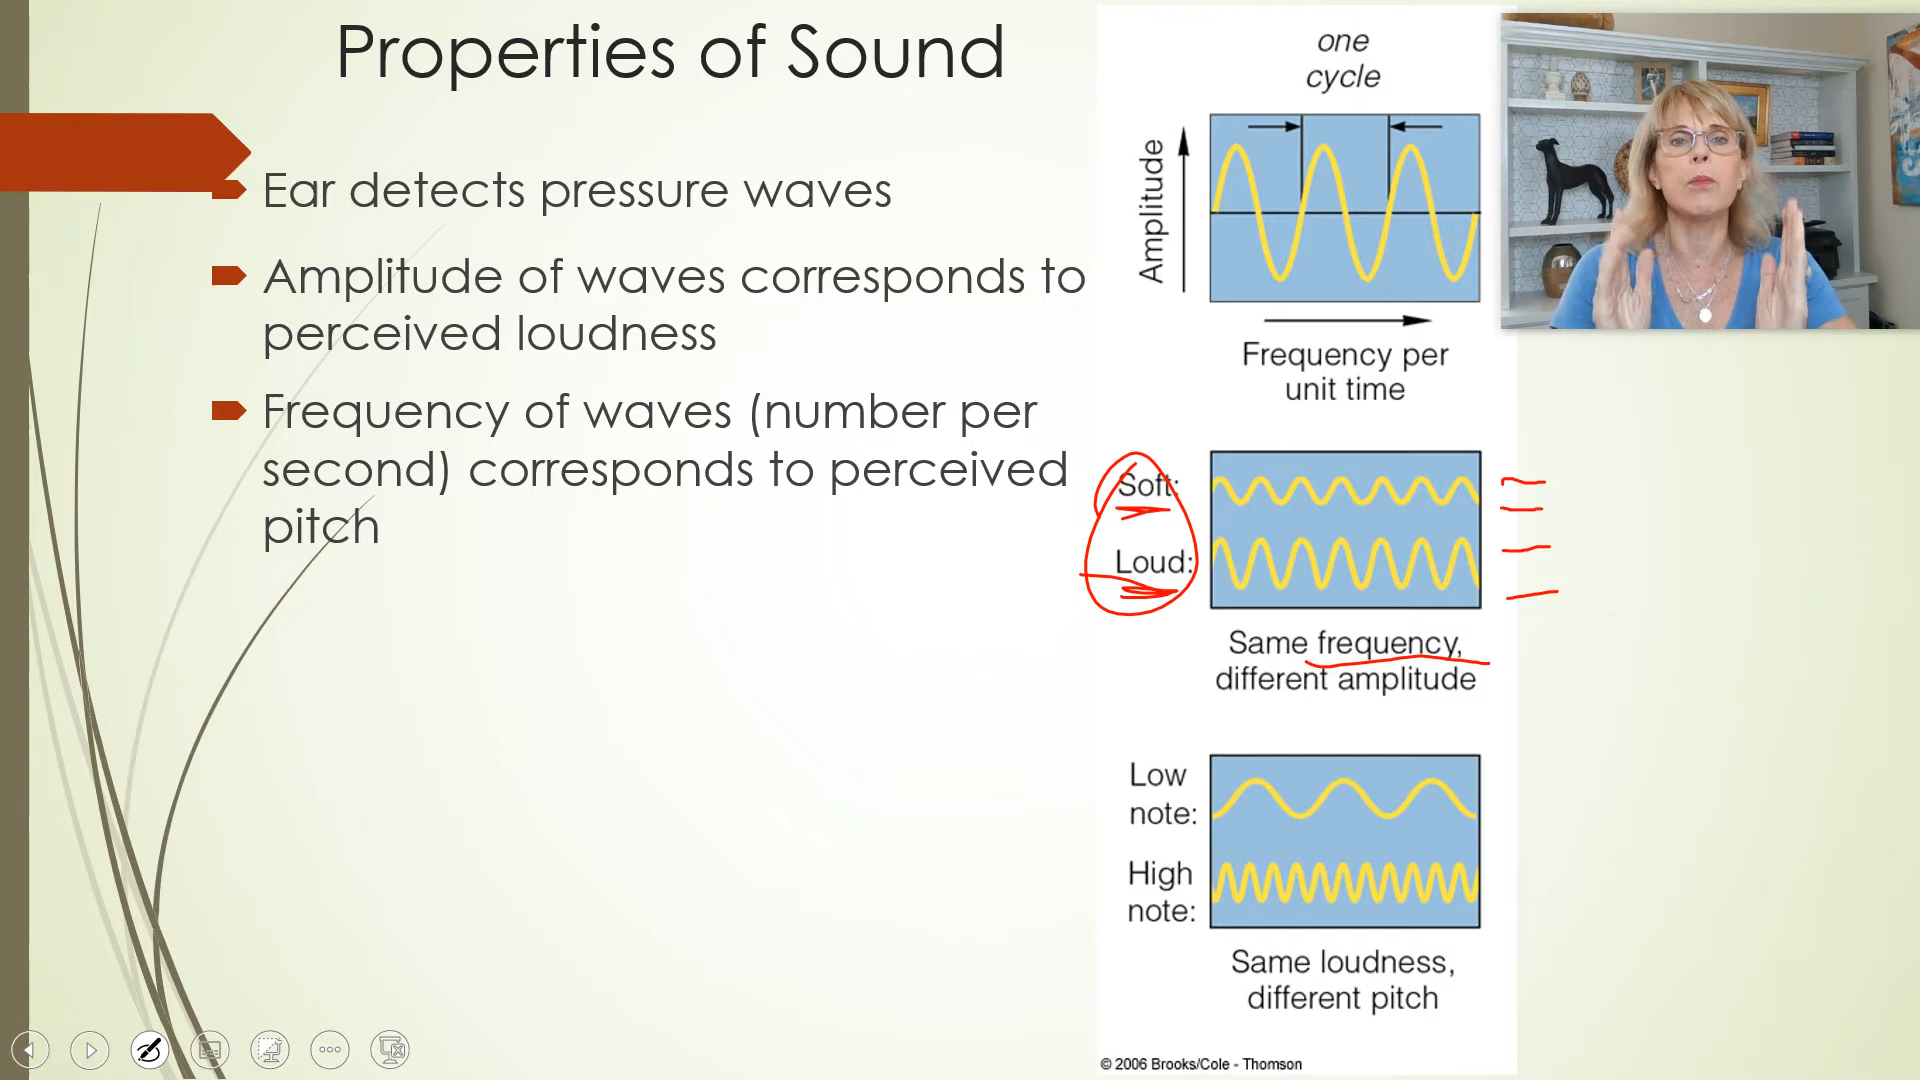 Properties of Sound
Ear detects pressure waves
Amplitude of waves corresponds to
perceived loudness
Frequency of waves (number per
second) corresponds to perceived
pitch
one
cycle
Amplitude
Frequency per
unit time
Soft:
Loud:
Same frequency,
different amplitude
Low
note:
High
note:
Same loudness,
different pitch
© 2006 Brooks/Cole - Thomson